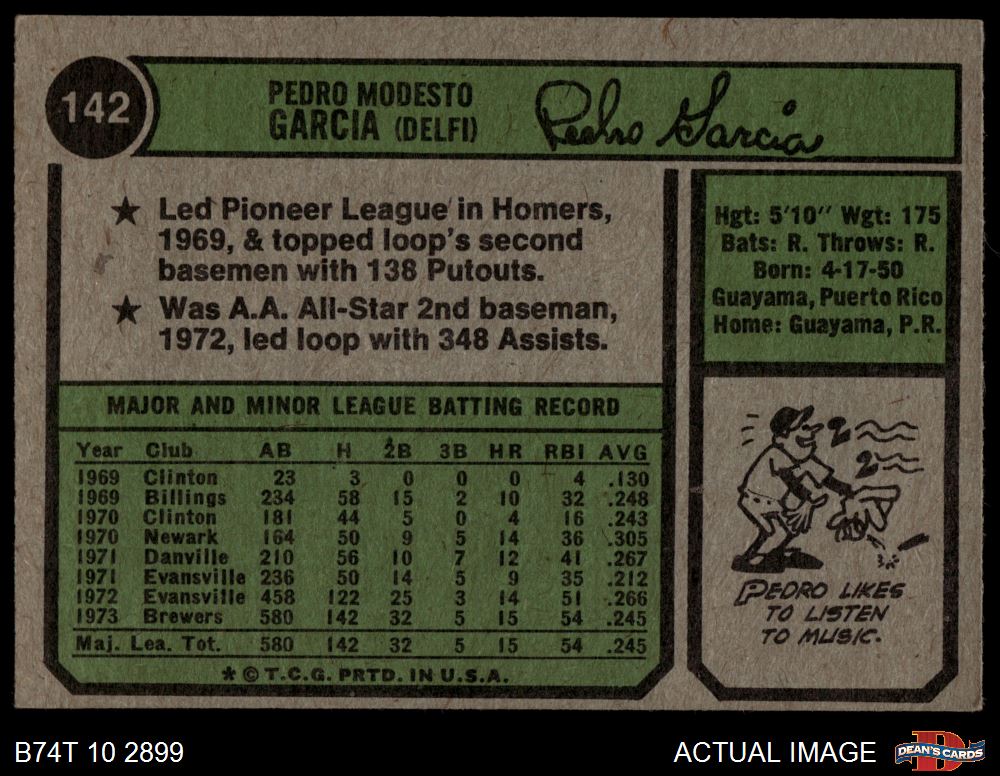 142
PEDRO MODESTO
GARCIA (DELFI)
Pedro Garcia
★ Led Pioneer League in Homers,
1969, & topped loop's second
basemen with 138 Putouts.
★ Was A.A. All-Star 2nd baseman,
1972, led loop with 348 Assists.
Hgt: 5'10" Wgt: 175
Bats: R. Throws: R.
Born: 4-17-50
Guayama, Puerto Rico
Home: Guayama, P.R.
MAJOR AND MINOR LEAGUE BATTING RECORD
Year Club AB H 2B 3B HR RBI AVG
1969 Clinton 23 3 0 0 0 4 .130
1969 Billings 234 58 15 2 10 32 .248
1970 Clinton 181 44 5 0 4 16 .243
1970 Newark 164 50 9 5 14 36 .305
1971 Danville 210 56 10 7 12 41 .267
1971 Evansville 236 50 14 5 9 35 .212
1972 Evansville 458 122 25 3 14 51 .266
1973 Brewers 580 142 32 5 15 54 .245
Maj. Lea. Tot. 580 142 32 5 15 54 .245
* © T.C.G. PRTD. IN U.S.A.
PEDRO LIKES
TO LISTEN
TO MUSIC.
B74T 10 2899
ACTUAL IMAGE
DEAN'S CARDS